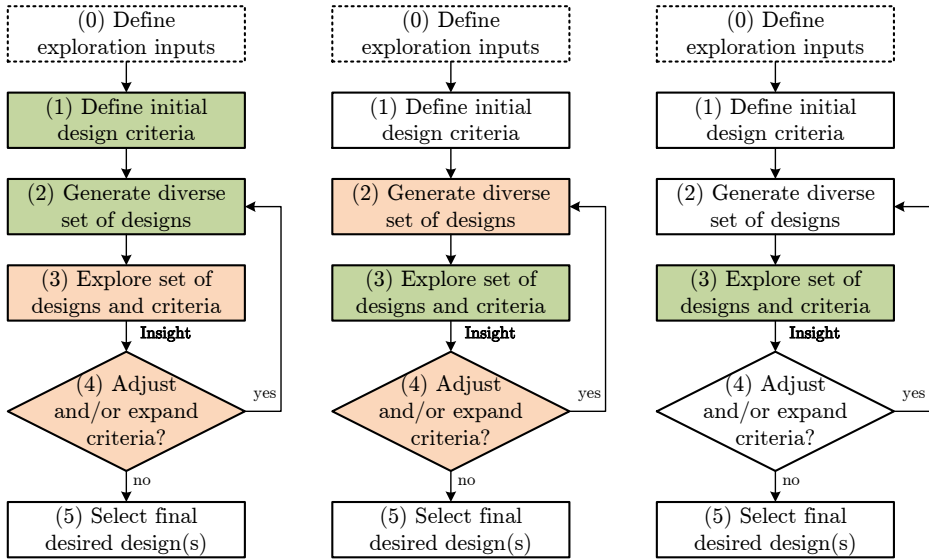 (0) Define
exploration inputs
(1) Define initial
design criteria
(2) Generate diverse
set of designs
(3) Explore set of
designs and criteria
Insight
(4) Adjust
and/or expand
criteria?
yes
no
(5) Select final
desired design(s)
(0) Define
exploration inputs
(1) Define initial
design criteria
(2) Generate diverse
set of designs
(3) Explore set of
designs and criteria
Insight
(4) Adjust
and/or expand
criteria?
yes
no
(5) Select final
desired design(s)
(0) Define
exploration inputs
(1) Define initial
design criteria
(2) Generate diverse
set of designs
(3) Explore set of
designs and criteria
Insight
(4) Adjust
and/or expand
criteria?
yes
no
(5) Select final
desired design(s)